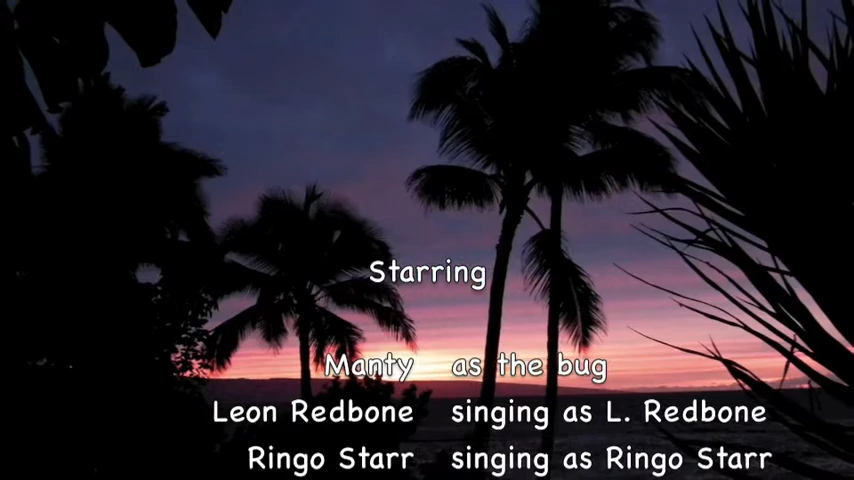 Starring
Manty as the bug
Leon Redbone singing as L. Redbone
Ringo Starr singing as Ringo Starr